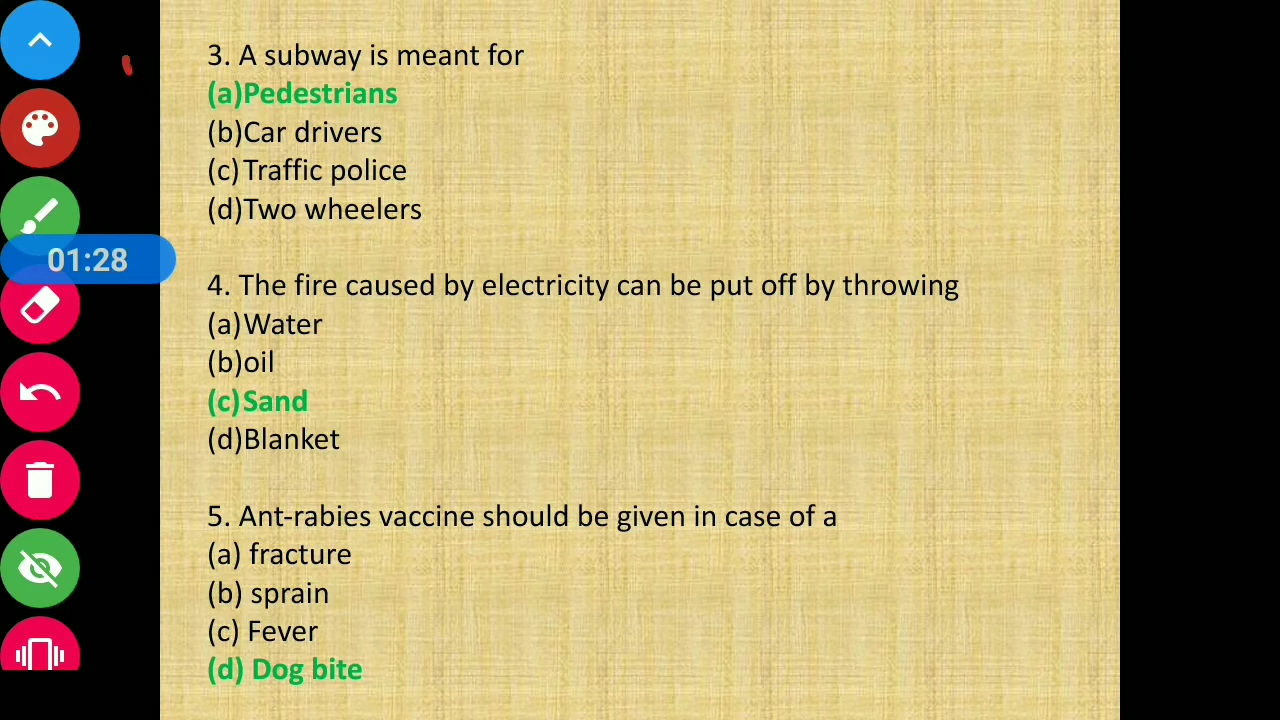 3. A subway is meant for
(a)Pedestrians
(b)Car drivers
(c)Traffic police
(d)Two wheelers
01:28
4. The fire caused by electricity can be put off by throwing
(a)Water
(b)oil
(c)Sand
(d)Blanket
5. Ant-rabies vaccine should be given in case of a
(a) fracture
(b) sprain
(c) Fever
(d) Dog bite